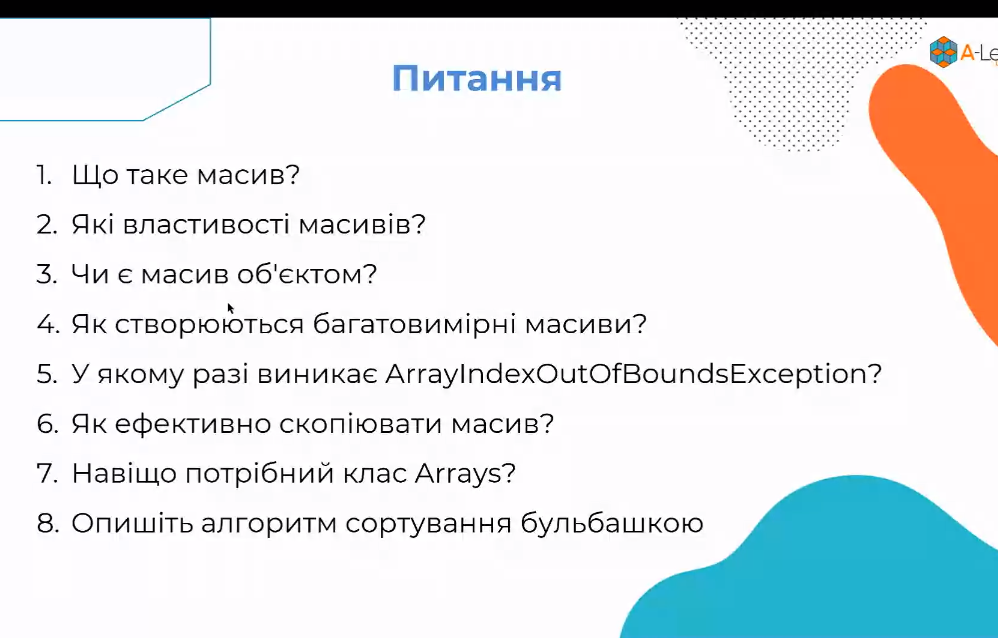 Питання
1. Що таке масив?
2. Які властивості масивів?
3. Чи є масив об'єктом?
4. Як створюються багатовимірні масиви?
5. У якому разі виникає ArrayIndexOutOfBoundsException?
6. Як ефективно скопіювати масив?
7. Навіщо потрібний клас Arrays?
8. Опишіть алгоритм сортування бульбашкою